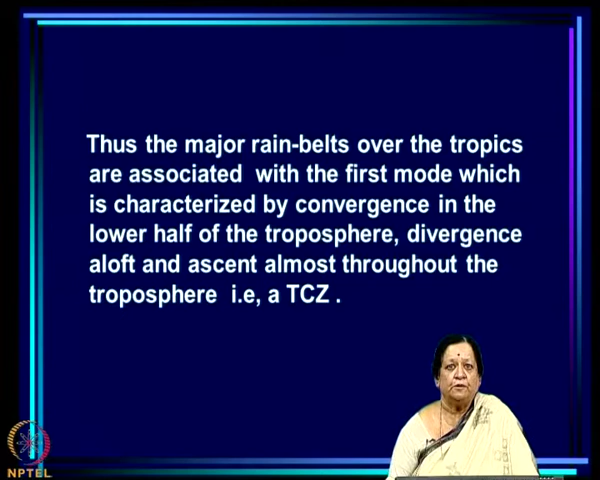 Thus the major rain-belts over the tropics
are associated with the first mode which
is characterized by convergence in the
lower half of the troposphere, divergence
aloft and ascent almost throughout the
troposphere i.e, a TCZ .
NPTEL